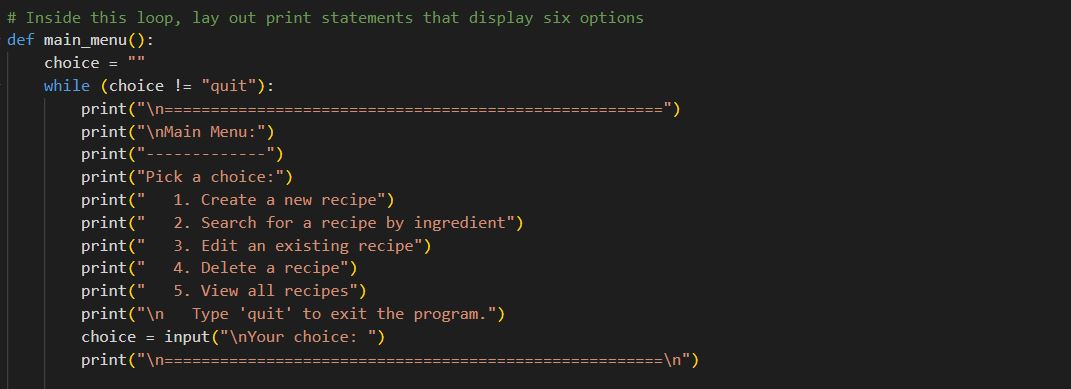 # Inside this loop, lay out print statements that display six options
def main_menu():
    choice = ""
    while (choice != "quit"):
        print("\n======================================================")
        print("\nMain Menu:")
        print("-------------")
        print("Pick a choice:")
        print("   1. Create a new recipe")
        print("   2. Search for a recipe by ingredient")
        print("   3. Edit an existing recipe")
        print("   4. Delete a recipe")
        print("   5. View all recipes")
        print("\n   Type 'quit' to exit the program.")
        choice = input("\nYour choice: ")
        print("\n======================================================\n")